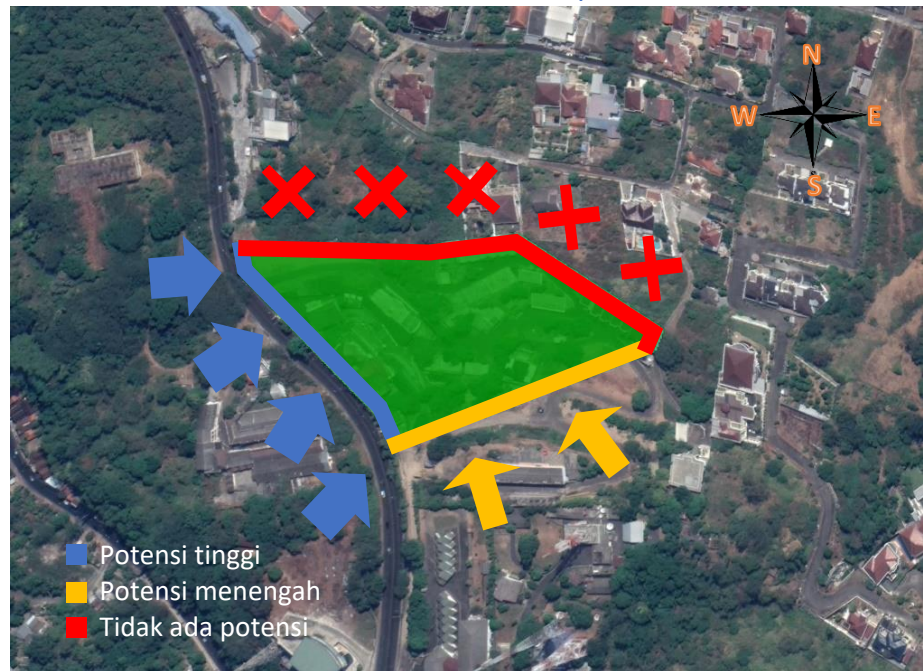 N
W
E
S
Potensi tinggi
Potensi menengah
Tidak ada potensi